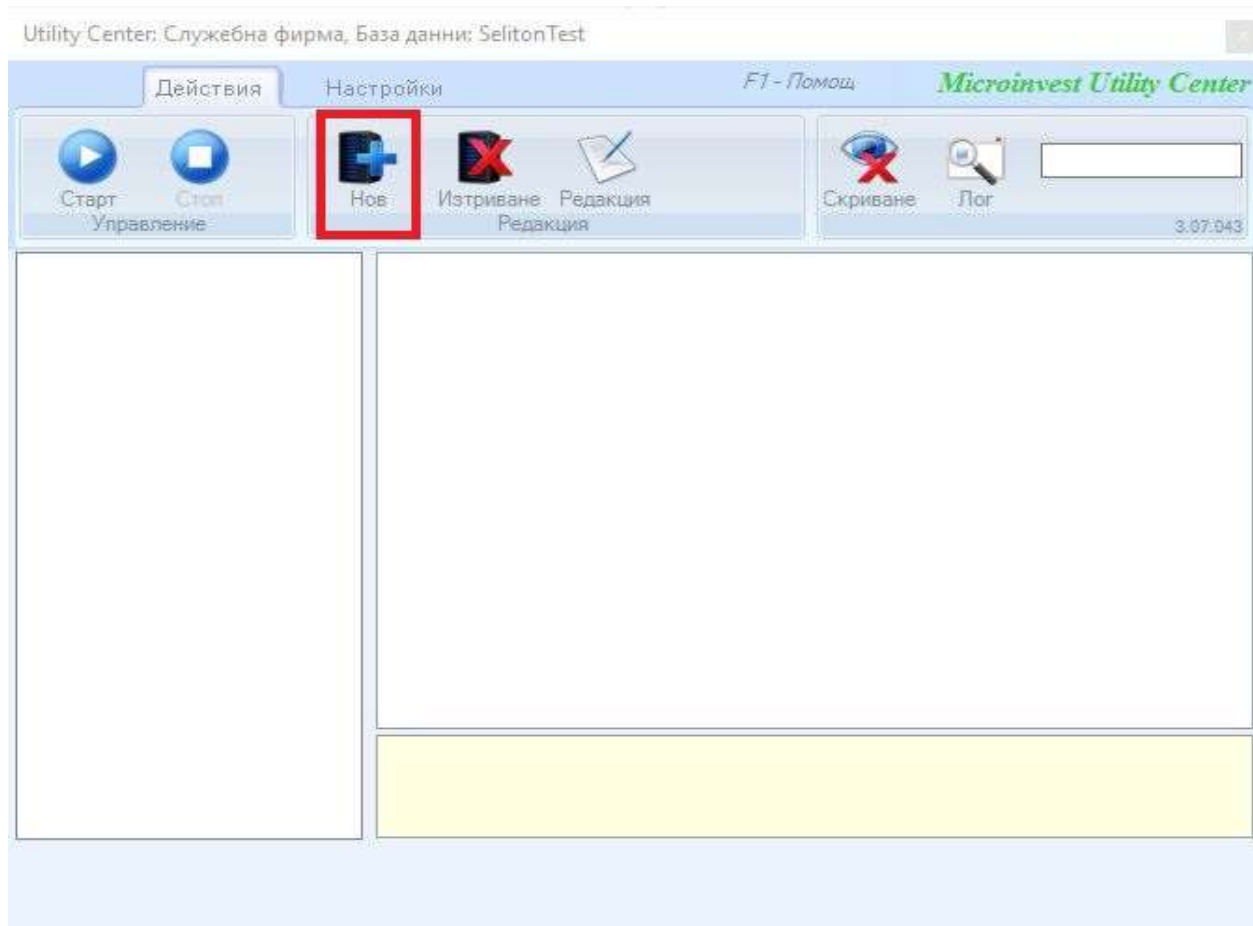 Utility Center: Служебна фирма, База данни: SelitonTest
Действия Настройки F1 - Помощ Microinvest Utility Center
Старт Стоп Нов Изтриване Редакция Скриване Лог
Управление Редакция 3.07.043